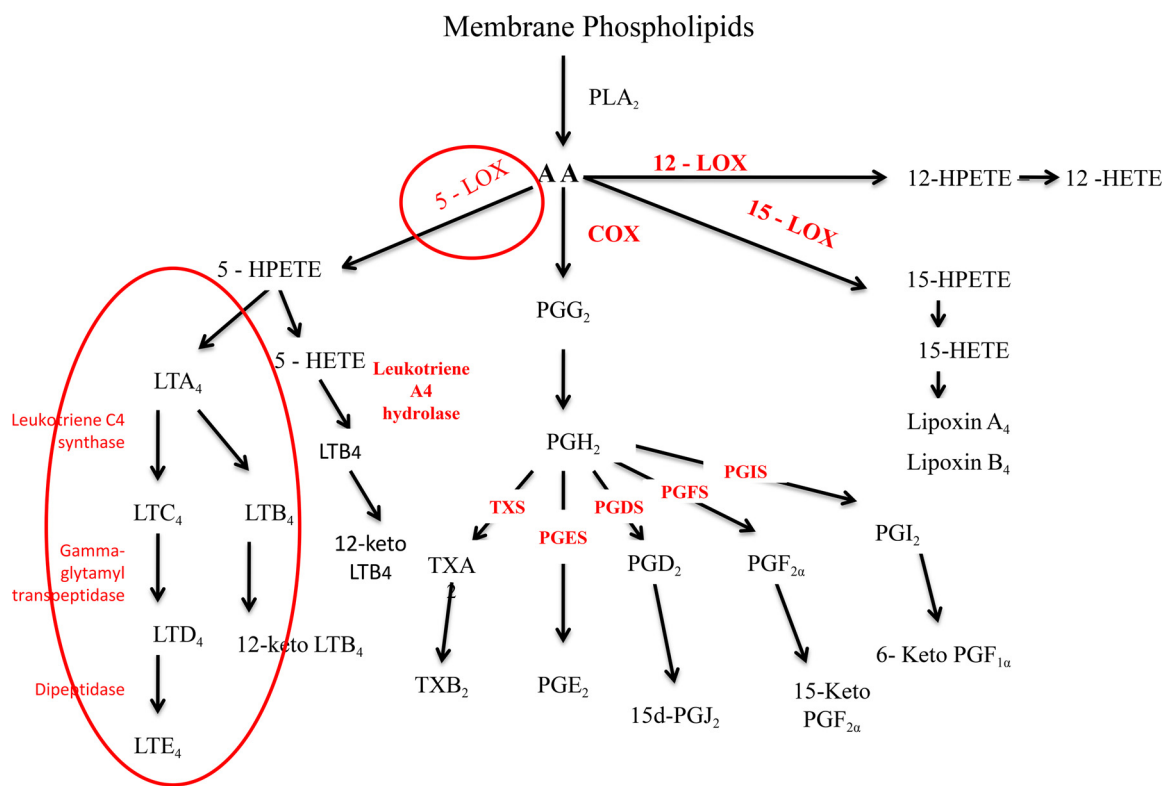 Membrane Phospholipids
PLA₂
A A
5 - LOX
12 - LOX
12-HPETE
12 -HETE
15 - LOX
COX
5 - HPETE
15-HPETE
PGG₂
5 - HETE
Leukotriene
A4
hydrolase
15-HETE
LTA₄
Leukotriene C4
synthase
LTB4
PGH₂
Lipoxin A₄
Lipoxin B₄
TXS
PGES
PGDS
PGFS
PGIS
LTC₄
LTB₄
12-keto
LTB4
Gamma-
glytamyl
transpeptidase
TXA
2
PGD₂
PGF₂α
PGI₂
LTD₄
12-keto LTB₄
6- Keto PGF₁α
Dipeptidase
TXB₂
PGE₂
15d-PGJ₂
15-Keto
PGF₂α
LTE₄